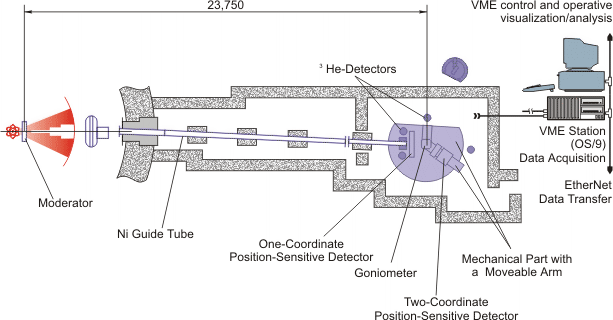 23,750
VME control and operative
visualization/analysis
3 He-Detectors
VME Station
(OS/9)
Data Acquisition
EtherNet
Data Transfer
Moderator
Ni Guide Tube
One-Coordinate
Position-Sensitive Detector
Goniometer
Mechanical Part with
a Moveable Arm
Two-Coordinate
Position-Sensitive Detector